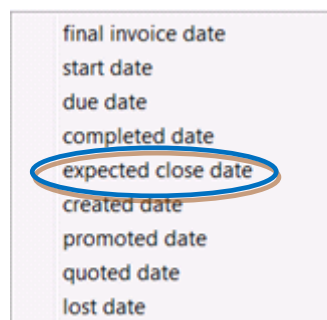 final invoice date
start date
due date
completed date
expected close date
created date
promoted date
quoted date
lost date